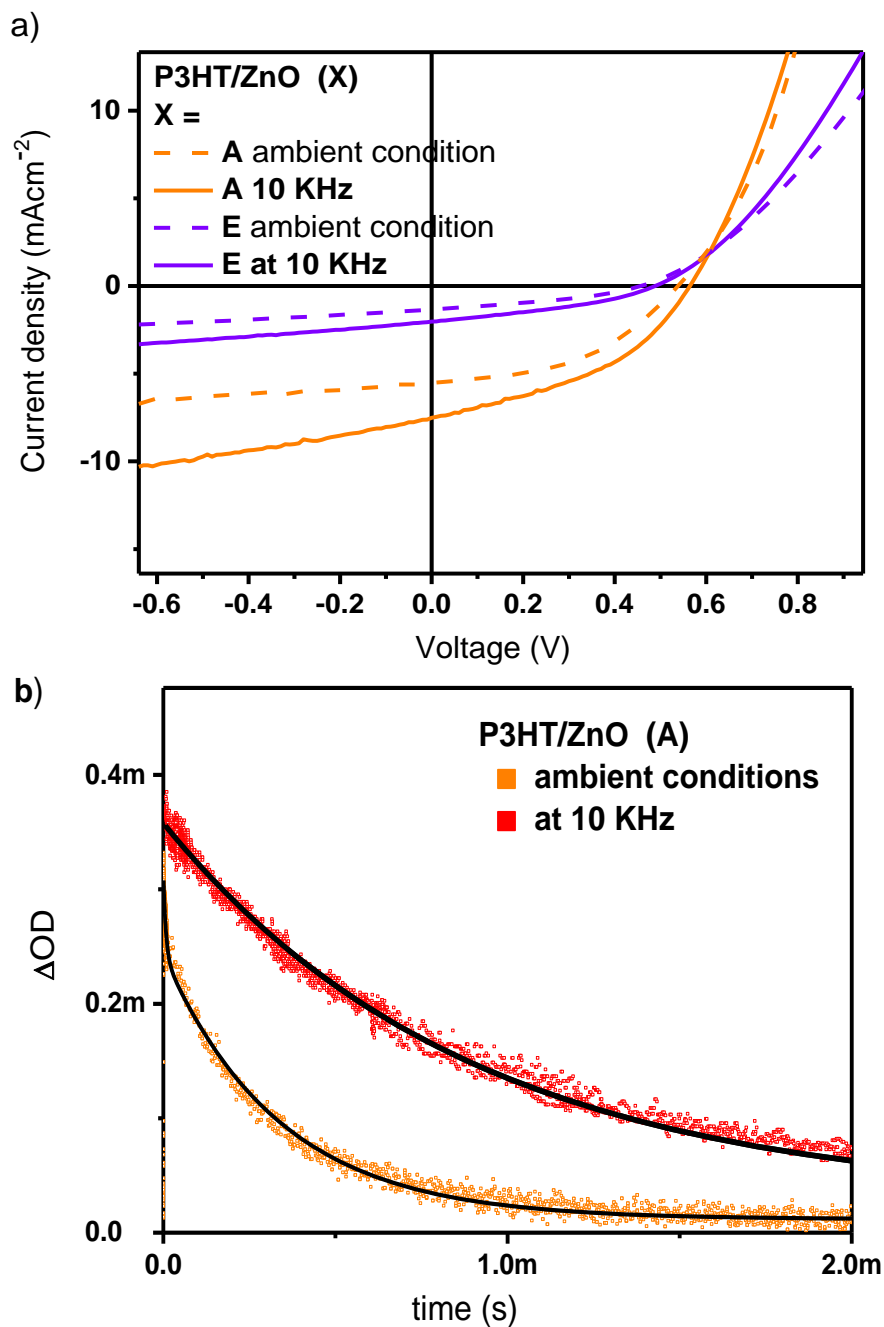 a)
P3HT/ZnO (X)
X =
A ambient condition
A 10 KHz
E ambient condition
E at 10 KHz
10
0
-10
Current density (mAcm⁻²)
-0.6 -0.4 -0.2 0.0 0.2 0.4 0.6 0.8
Voltage (V)
b)
P3HT/ZnO (A)
ambient conditions
at 10 KHz
0.4m
0.2m
0.0
ΔOD
0.0 1.0m 2.0m
time (s)